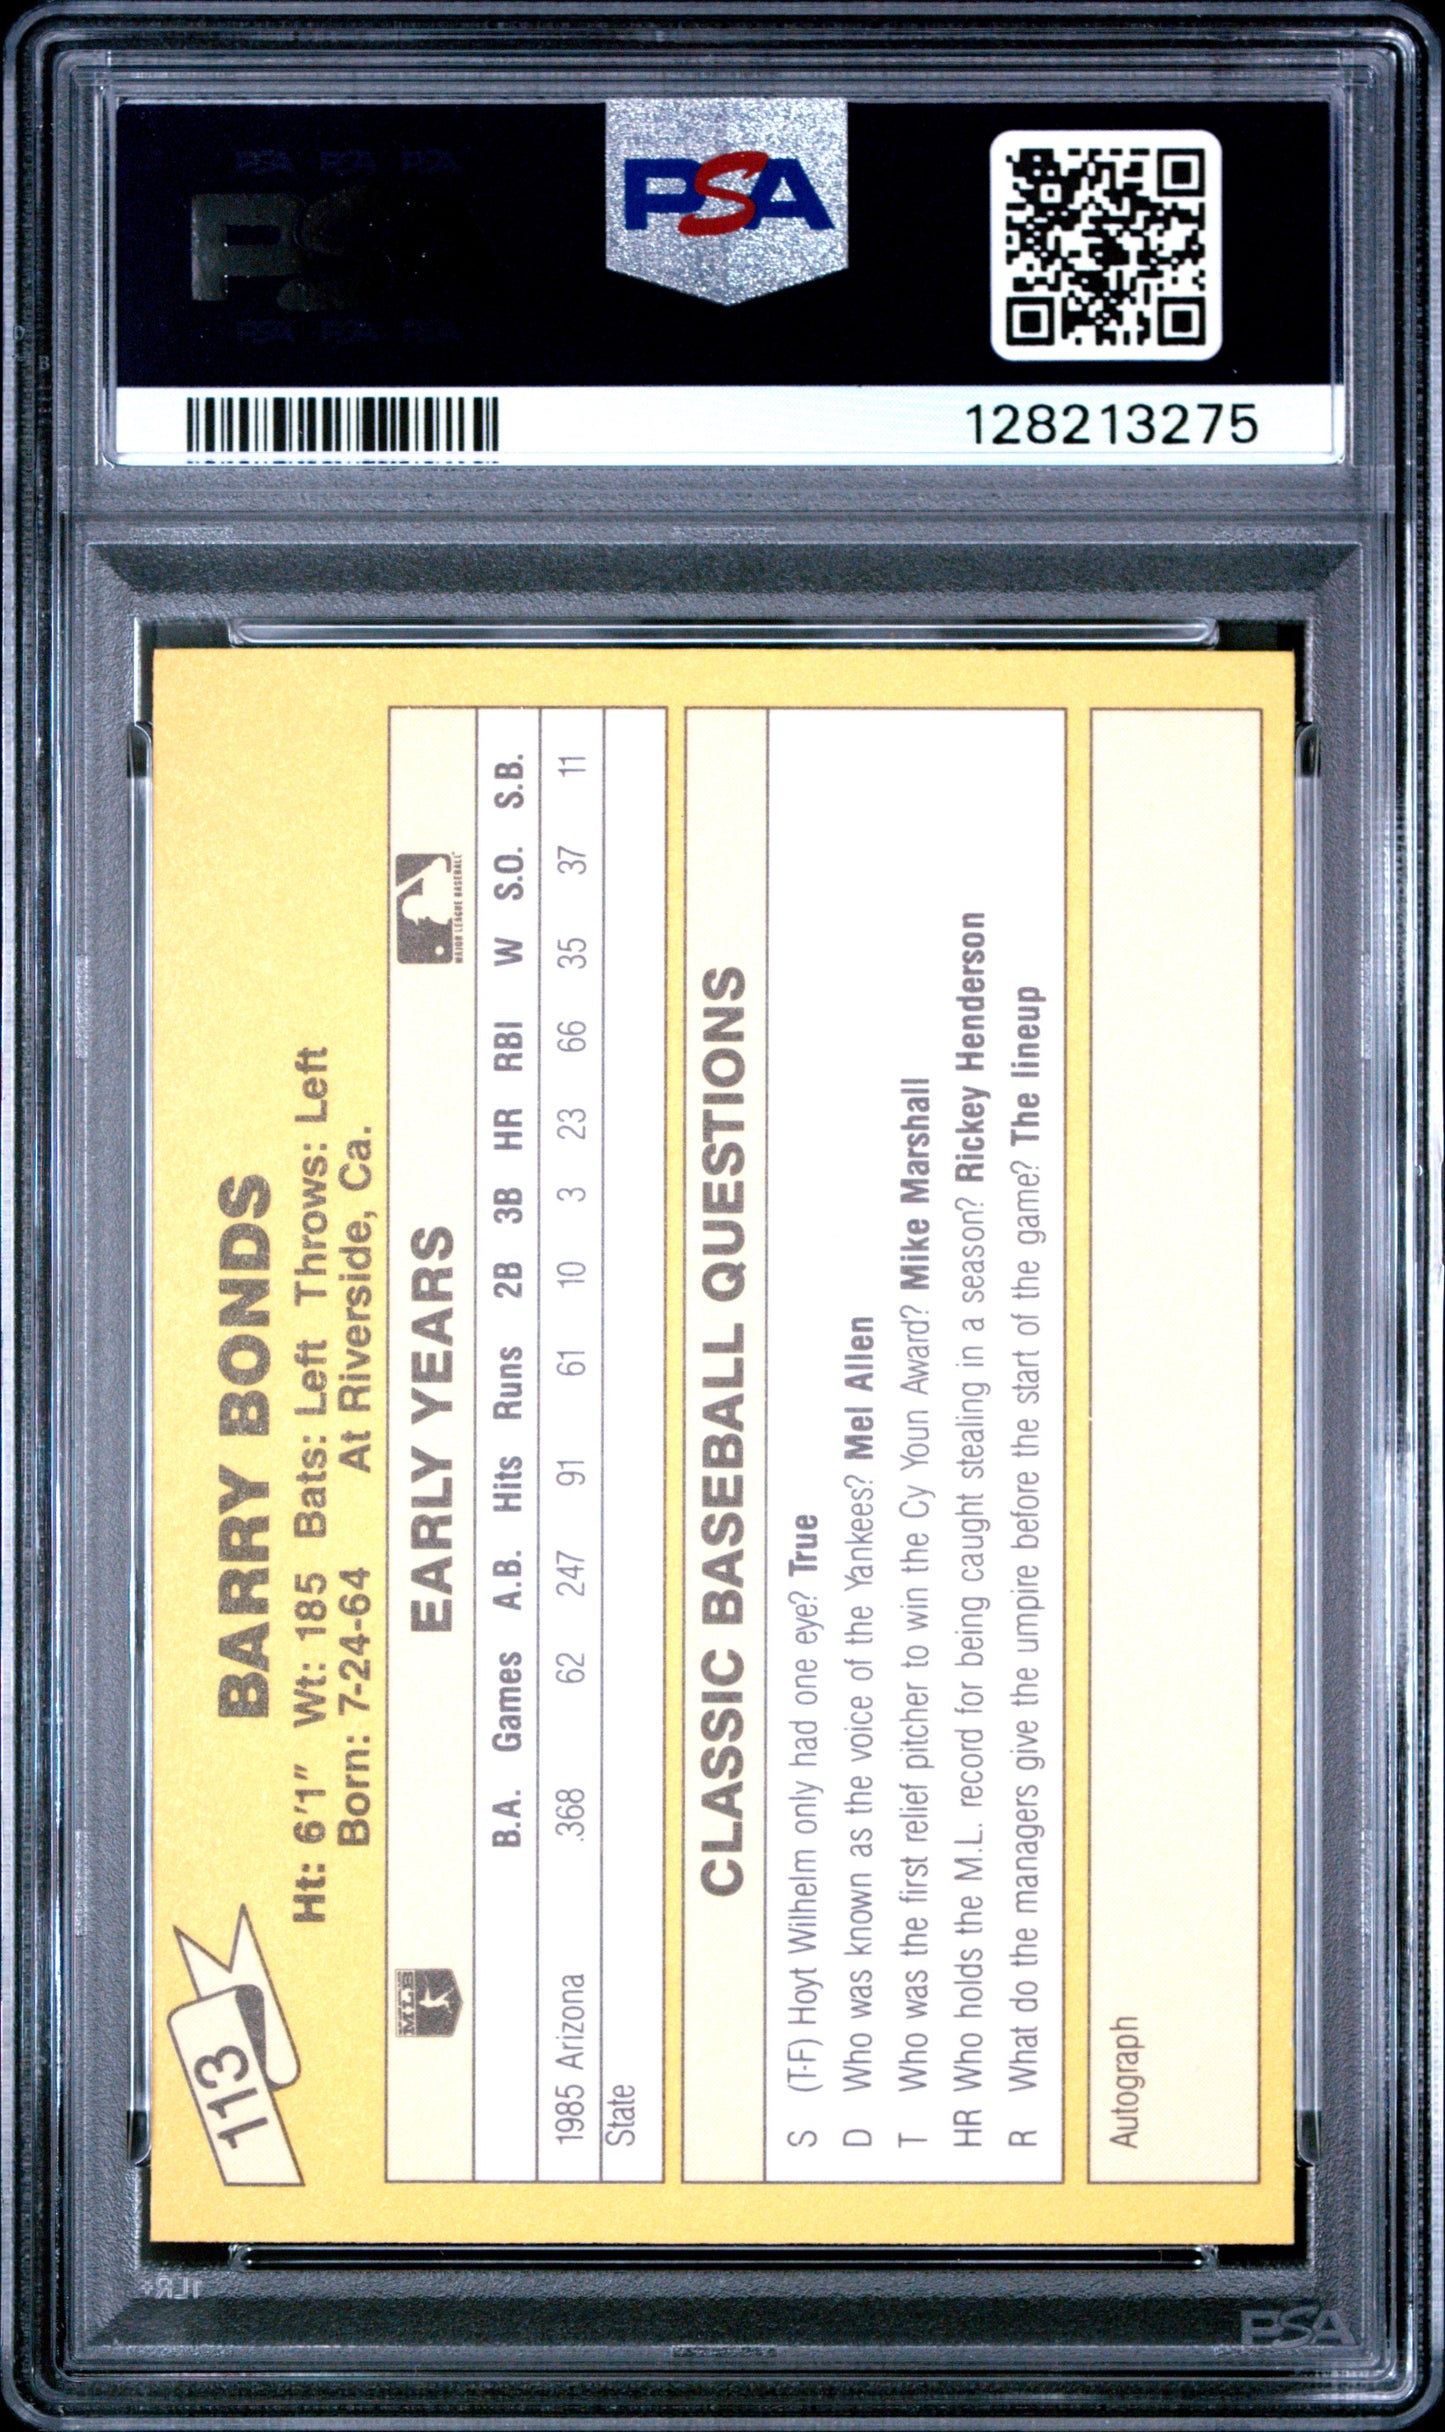 PSA
128213275
113
BARRY BONDS
Ht: 6'1" Wt: 185 Bats: Left Throws: Left
Born: 7-24-64 At Riverside, Ca.
MLB
EARLY YEARS
MAJOR LEAGUE BASEBALL
B.A. Games A.B. Hits Runs 2B 3B HR RBI W S.O. S.B.
1985 Arizona .368 62 247 91 61 10 3 23 66 35 37 11
State
CLASSIC BASEBALL QUESTIONS
S (T-F) Hoyt Wilhelm only had one eye? True
D Who was known as the voice of the Yankees? Mel Allen
T Who was the first relief pitcher to win the Cy Youn Award? Mike Marshall
HR Who holds the M.L. record for being caught stealing in a season? Rickey Henderson
R What do the managers give the umpire before the start of the game? The lineup
Autograph
PSA